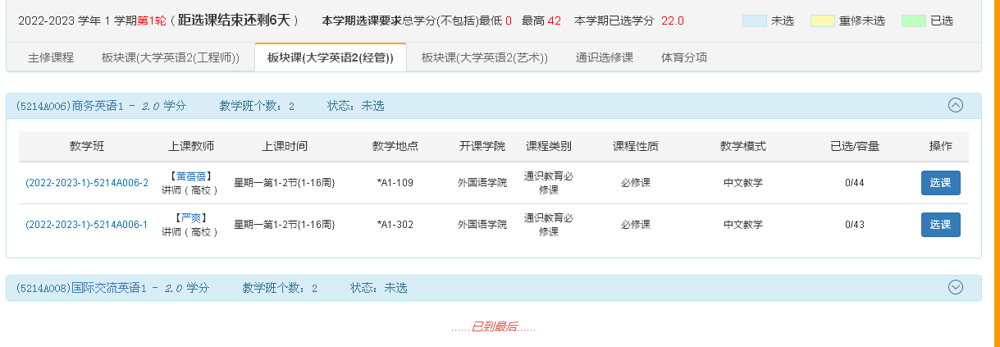 2022-2023 学年 1 学期第1轮（距选课结束还剩6天） 本学期选课要求总学分(不包括)最低 0 最高 42 本学期已选学分 22.0 未选 重修未选 已选
主修课程 板块课(大学英语2(工程师)) 板块课(大学英语2(经管)) 板块课(大学英语2(艺术)) 通识选修课 体育分项
(5214A006)商务英语1 - 2.0 学分 教学班个数：2 状态：未选
教学班 上课教师 上课时间 教学地点 开课学院 课程类别 课程性质 教学模式 已选/容量 操作
(2022-2023-1)-5214A006-2 【黄蓓蓓】 讲师（高校） 星期一第1-2节{1-16周} *A1-109 外国语学院 通识教育必修课 必修课 中文教学 0/44 选课
(2022-2023-1)-5214A006-1 【严爽】 讲师（高校） 星期一第1-2节{1-16周} *A1-302 外国语学院 通识教育必修课 必修课 中文教学 0/43 选课
(5214A008)国际交流英语1 - 2.0 学分 教学班个数：2 状态：未选
......已到最后......